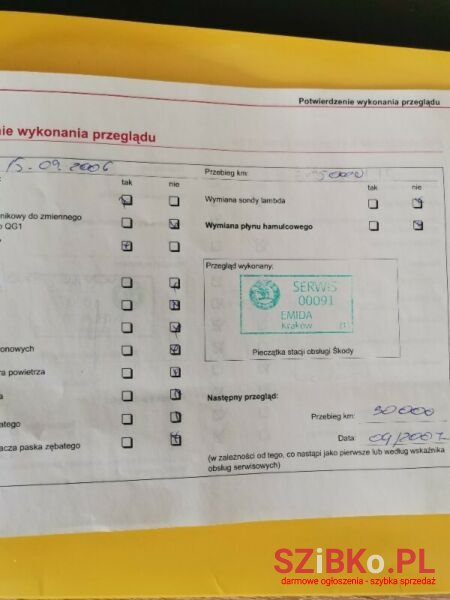 Potwierdzenie wykonania przeglądu
nie wykonania przeglądu
15.09.2006
Przebieg km:
tak nie
tak nie
Wymiana sondy lambda
nikowy do zmiennego
o QG1
Wymiana płynu hamulcowego
Przegląd wykonany:
SERWIS
00091
EMIDA
Kraków
onowych
Pieczątka stacji obsługi Škody
ra powietrza
a
Następny przegląd:
atego
Przebieg km: 30000
acza paska zębatego
Data: 09/2007
(w zależności od tego, co nastąpi jako pierwsze lub według wskaźnika
obsług serwisowych)
SZiBKo.PL
darmowe ogłoszenia - szybka sprzedaż